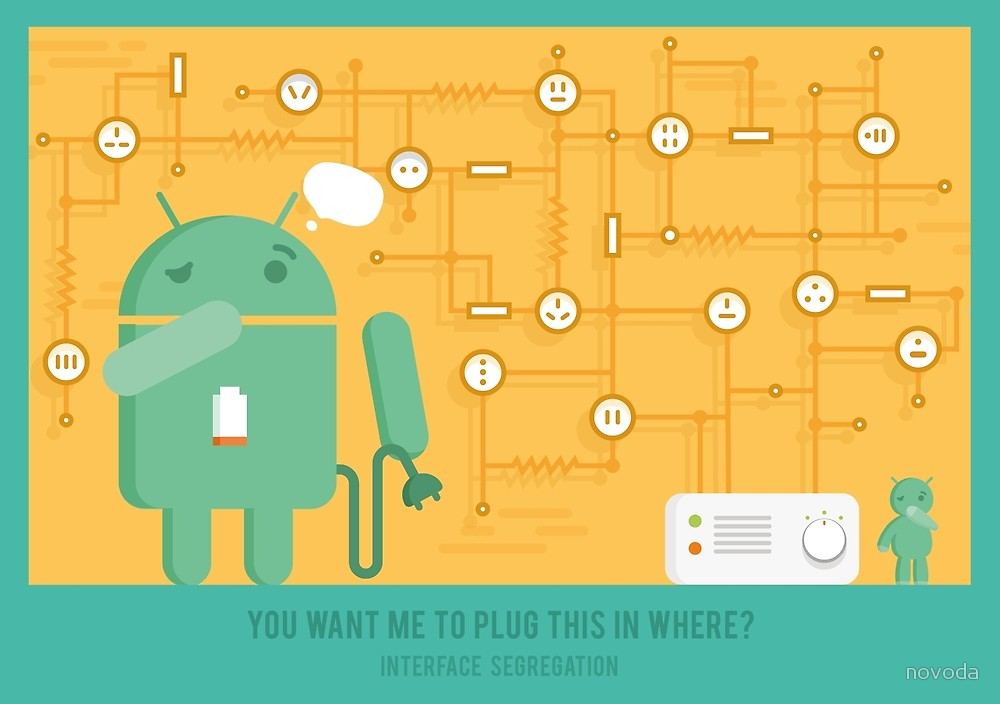 YOU WANT ME TO PLUG THIS IN WHERE?
INTERFACE SEGREGATION
novoda